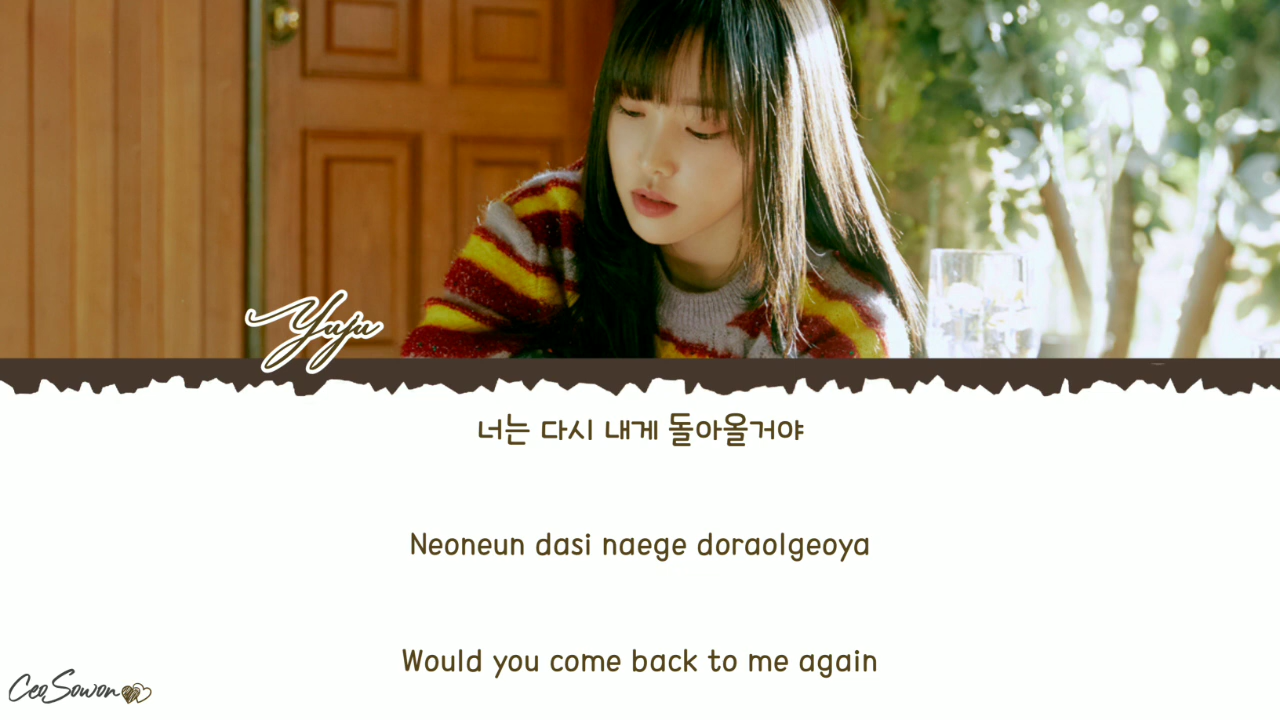 Yuju
너는 다시 내게 돌아올거야
Neoneun dasi naege doraolgeoya
Would you come back to me again
CeoSowon